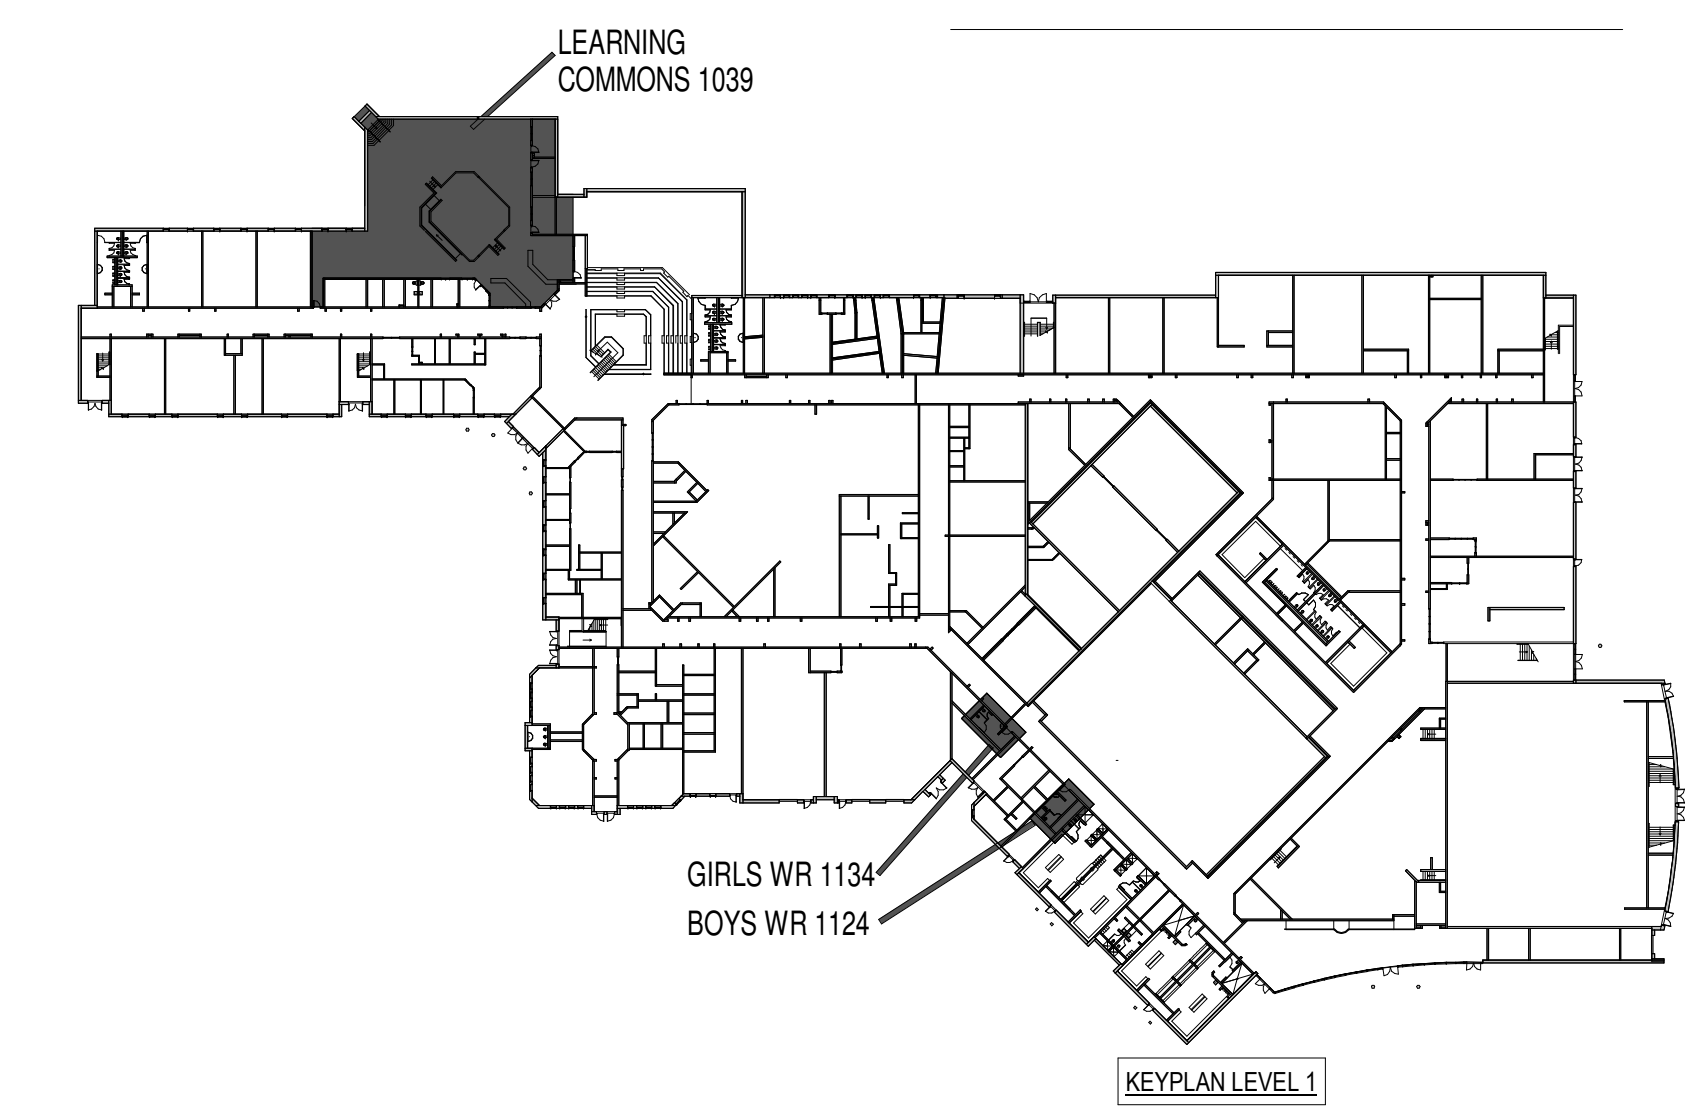 LEARNING
COMMONS 1039
GIRLS WR 1134
BOYS WR 1124
KEYPLAN LEVEL 1